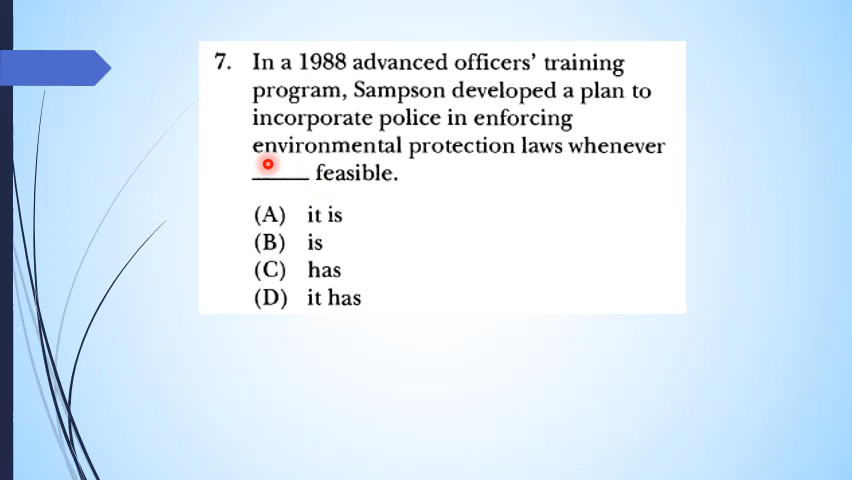 7. In a 1988 advanced officers’ training
program, Sampson developed a plan to
incorporate police in enforcing
environmental protection laws whenever
_____ feasible.
(A) it is
(B) is
(C) has
(D) it has